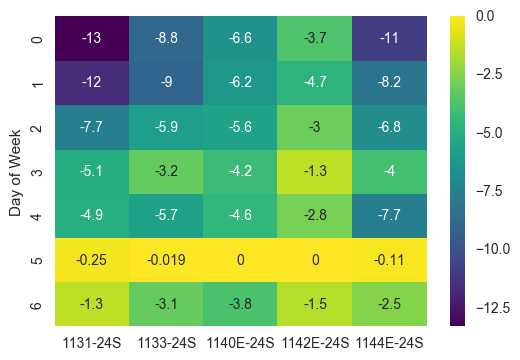 0 -13 -8.8 -6.6 -3.7 -11
1 -12 -9 -6.2 -4.7 -8.2
2 -7.7 -5.9 -5.6 -3 -6.8
3 -5.1 -3.2 -4.2 -1.3 -4
4 -4.9 -5.7 -4.6 -2.8 -7.7
5 -0.25 -0.019 0 0 -0.11
6 -1.3 -3.1 -3.8 -1.5 -2.5
Day of Week
1131-24S 1133-24S 1140E-24S 1142E-24S 1144E-24S
0.0
-2.5
-5.0
-7.5
-10.0
-12.5